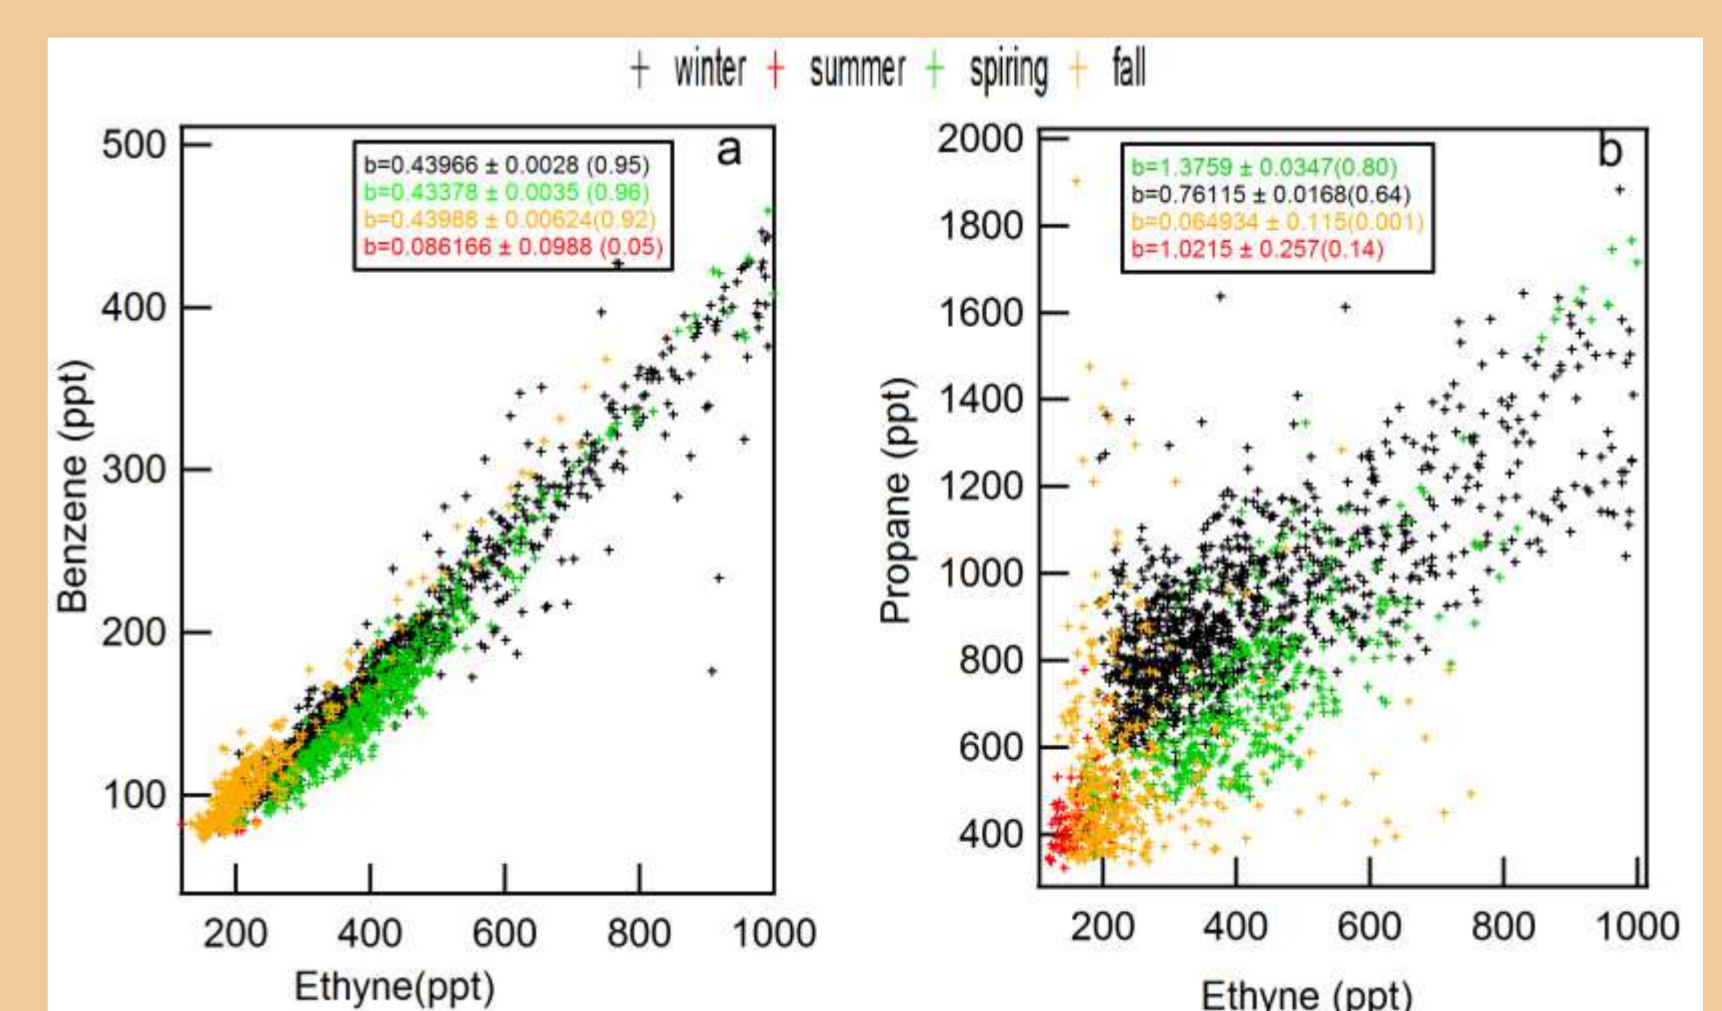 winter summer spiring fall
a
b=0.43966 ± 0.0028 (0.95)
b=0.43378 ± 0.0035 (0.96)
b=0.43988 ± 0.00624(0.92)
b=0.086166 ± 0.0988 (0.05)
500
400
300
200
100
Benzene (ppt)
200 400 600 800 1000
Ethyne(ppt)
b
b=1.3759 ± 0.0347(0.80)
b=0.76115 ± 0.0168(0.64)
b=0.064934 ± 0.115(0.001)
b=1.0215 ± 0.257(0.14)
2000
1800
1600
1400
1200
1000
800
600
400
Propane (ppt)
200 400 600 800 1000
Ethyne (ppt)